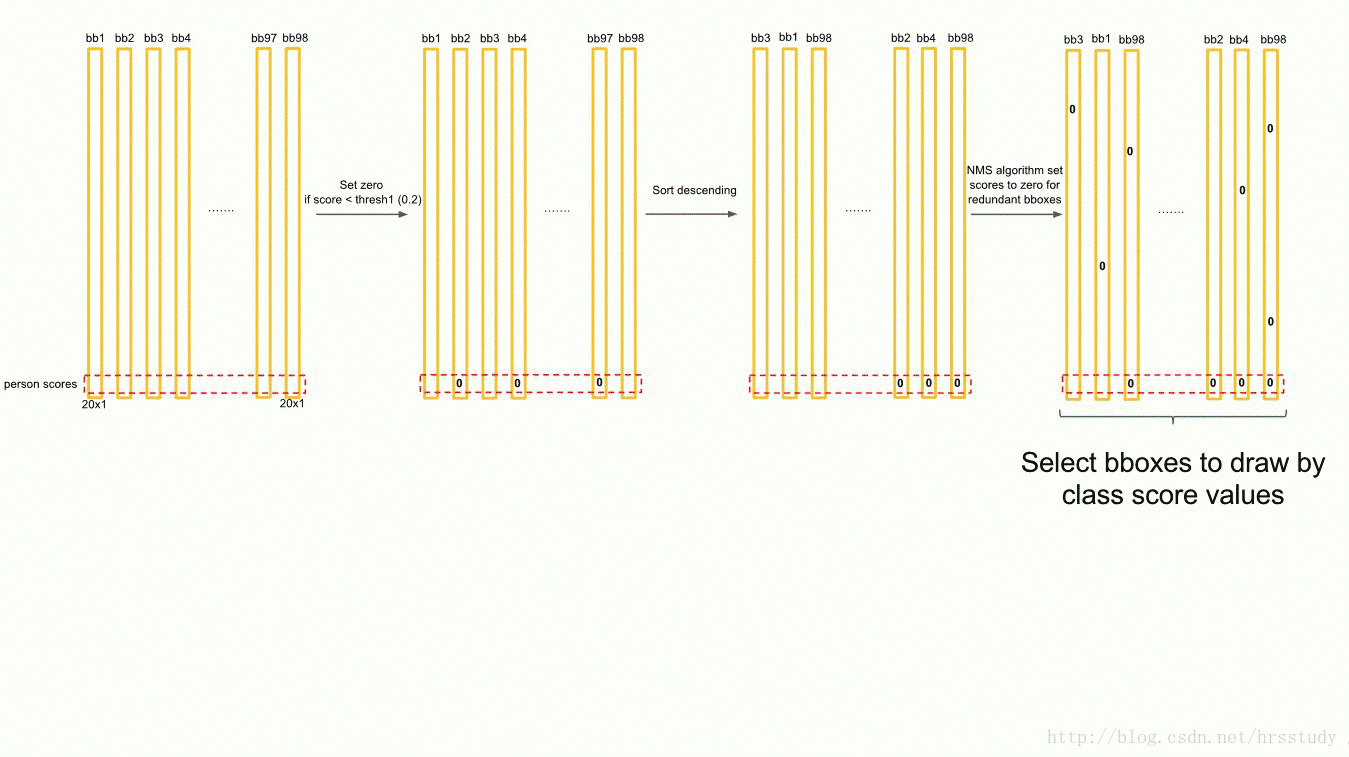 bb1 bb2 bb3 bb4 bb97 bb98
.......
person scores
20x1 20x1
Set zero
if score < thresh1 (0.2)
bb1 bb2 bb3 bb4 bb97 bb98
.......
0 0 0
Sort descending
bb3 bb1 bb98 bb2 bb4 bb98
.......
0 0 0
NMS algorithm set
scores to zero for
redundant bboxes
bb3 bb1 bb98 bb2 bb4 bb98
0
0
0
0
.......
0
0
0 0 0 0
Select bboxes to draw by
class score values
http://blog.csdn.net/hrsstudy